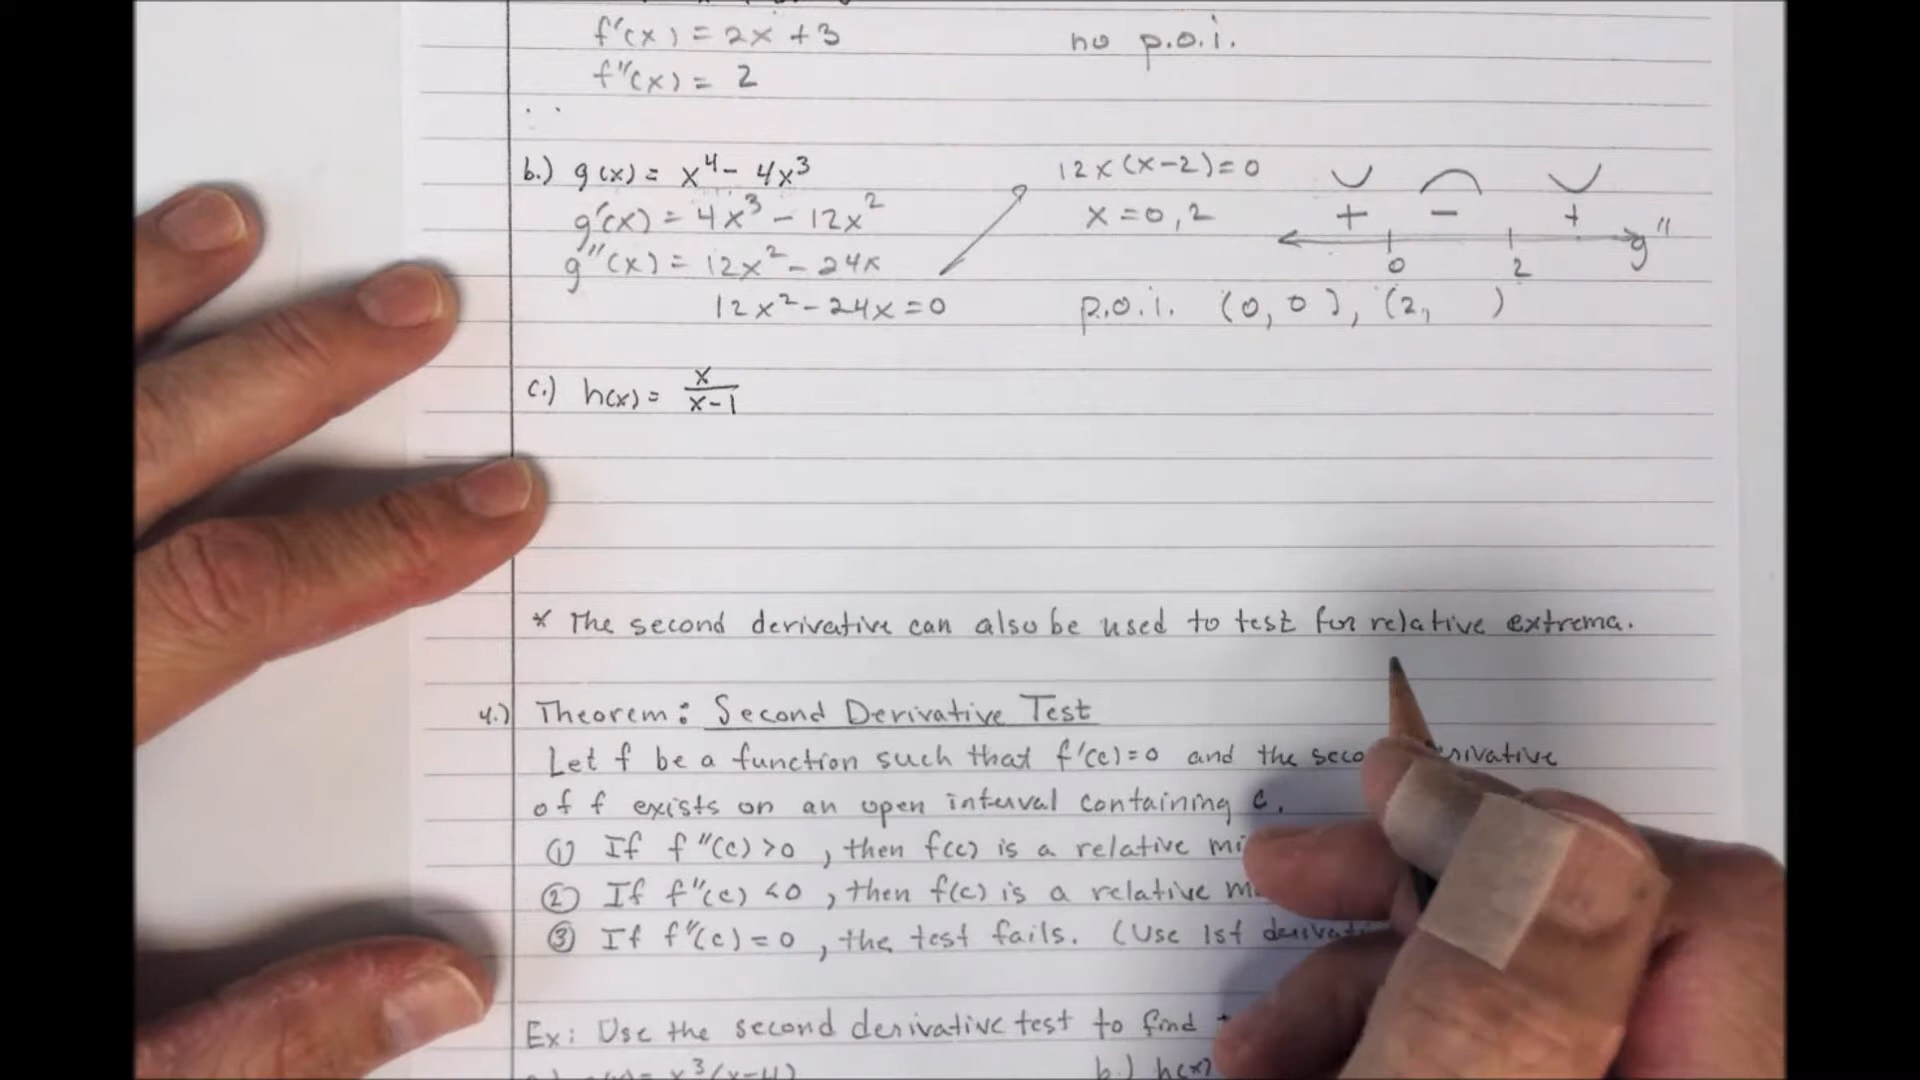 f'(x) = 2x + 3
no p.o.i.
f''(x) = 2
b.) g(x) = x⁴ - 4x³
g'(x) = 4x³ - 12x²
g''(x) = 12x² - 24x
12x² - 24x = 0
12x(x-2) = 0
x = 0, 2
+ - +
0 2 g''
p.o.i. (0, 0), (2, )
c.) h(x) = x/(x-1)
* The second derivative can also be used to test for relative extrema.
4.) Theorem: Second Derivative Test
Let f be a function such that f'(c)=0 and the
of f exists on an open interval containing c.
① If f''(c) >0, then f(c) is a relative
② If f''(c) <0, then f(c) is a relative
③ If f''(c) = 0, the test fails. (Use 1st
Ex: Use the second derivative test to find
b.) h(x)